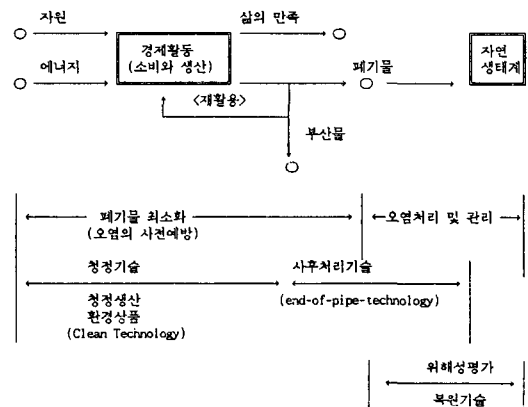 자원
삶의 만족
경제활동
(소비와 생산)
에너지
폐기물
자연
생태계
<재활용>
부산물
폐기물 최소화
(오염의 사전예방)
오염처리 및 관리
청정기술
사후처리기술
청정생산
환경상품
(Clean Technology)
(end-of-pipe-technology)
위해성평가
복원기술